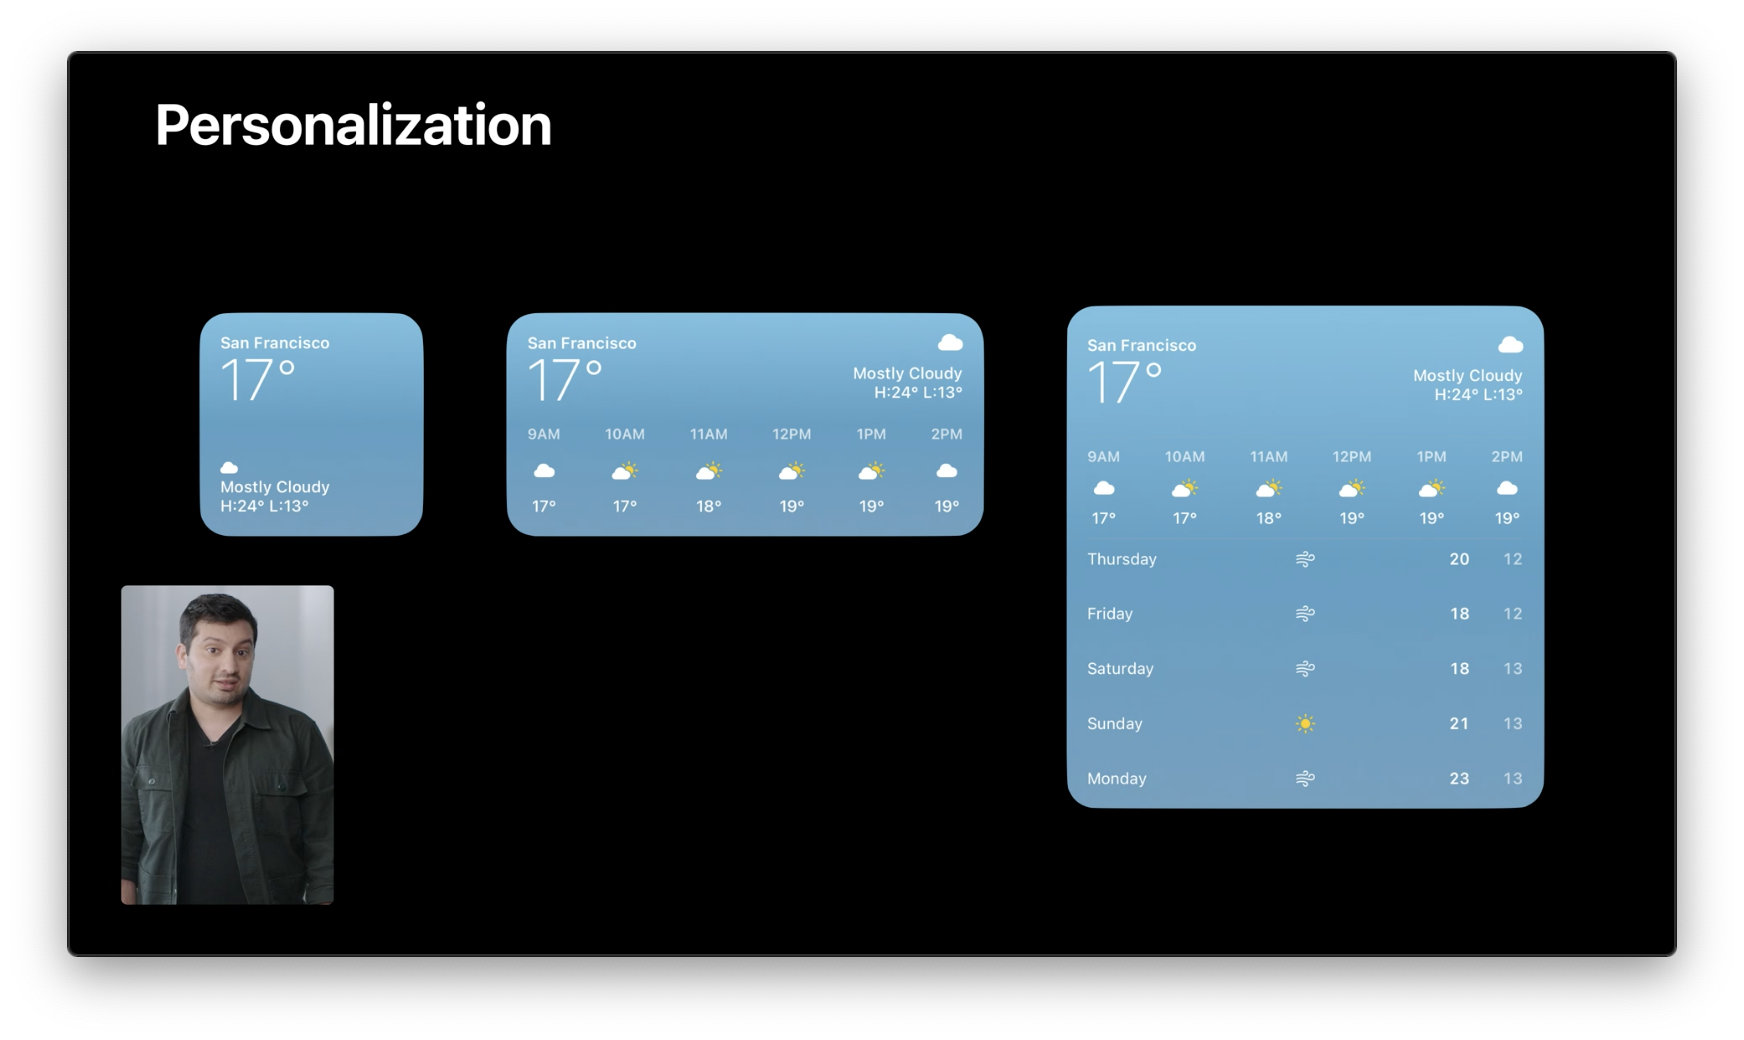 Personalization
San Francisco
17°
Mostly Cloudy
H:24° L:13°
San Francisco
17°
Mostly Cloudy
H:24° L:13°
9AM 10AM 11AM 12PM 1PM 2PM
17° 17° 18° 19° 19° 19°
San Francisco
17°
Mostly Cloudy
H:24° L:13°
9AM 10AM 11AM 12PM 1PM 2PM
17° 17° 18° 19° 19° 19°
Thursday 20 12
Friday 18 12
Saturday 18 13
Sunday 21 13
Monday 23 13